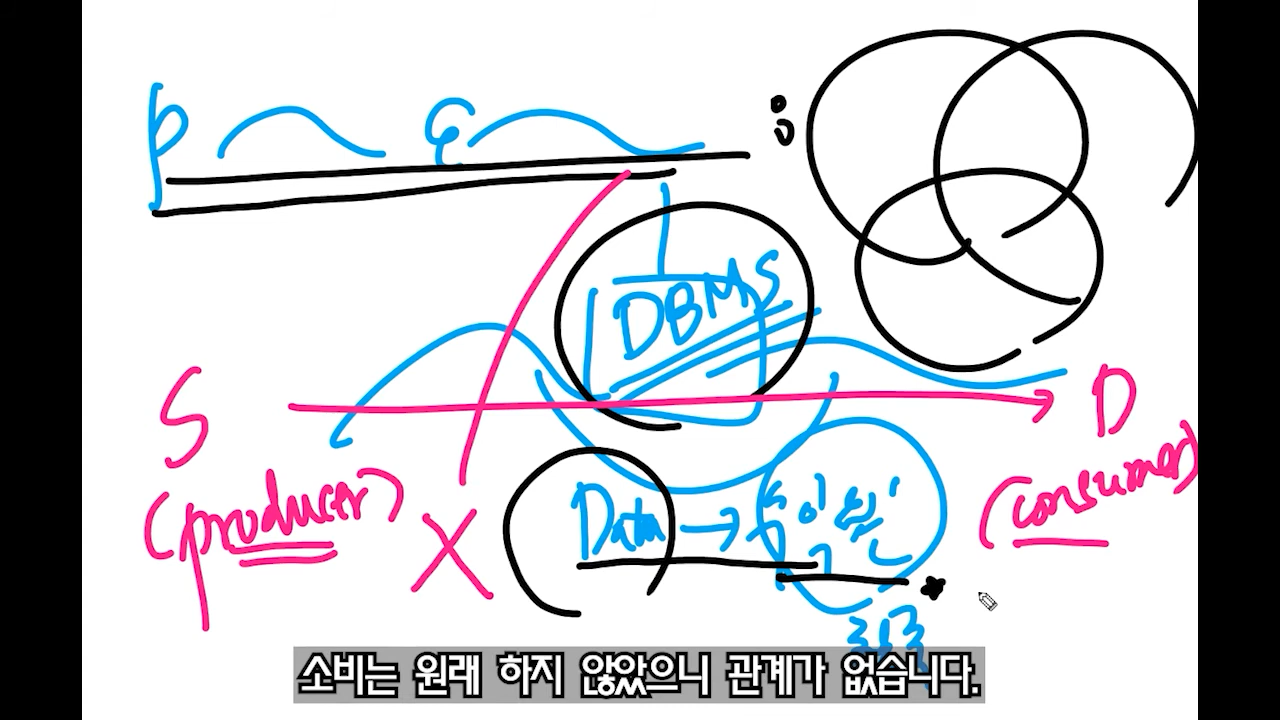 P
DBMS
S
D
(producer)
(consumer)
X
Data →
소비는 원래 하지 않았으니 관계가 없습니다.